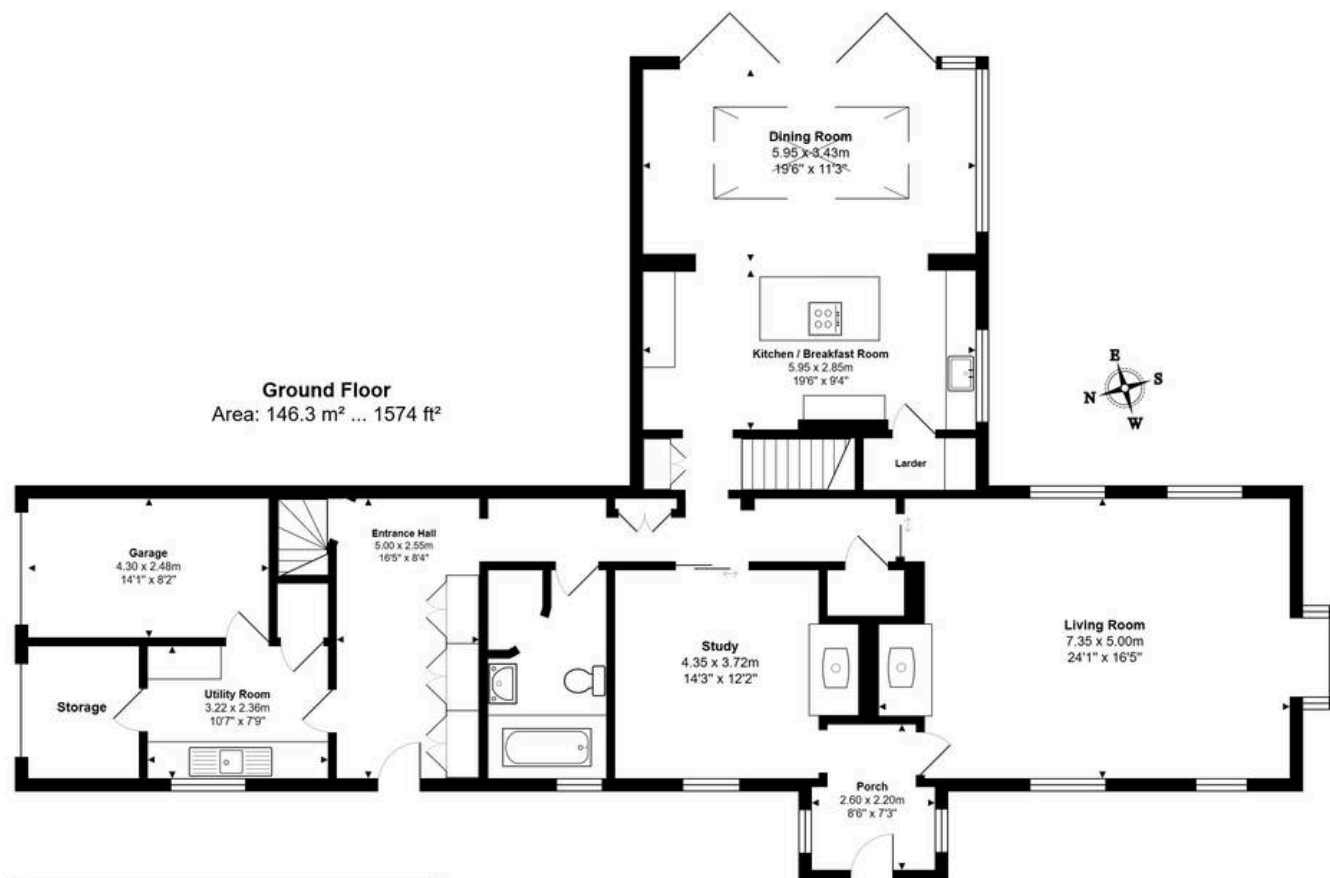 Dining Room
5.95 x 3.43m
19'6" x 11'3"
Kitchen / Breakfast Room
5.95 x 2.85m
19'6" x 9'4"
Ground Floor
Area: 146.3 m² ... 1574 ft²
E
N
S
W
Larder
Entrance Hall
5.00 x 2.55m
16'5" x 8'4"
Garage
4.30 x 2.48m
14'1" x 8'2"
Living Room
7.35 x 5.00m
24'1" x 16'5"
Study
4.35 x 3.72m
14'3" x 12'2"
Utility Room
3.22 x 2.36m
10'7" x 7'9"
Storage
Porch
2.60 x 2.20m
8'6" x 7'3"